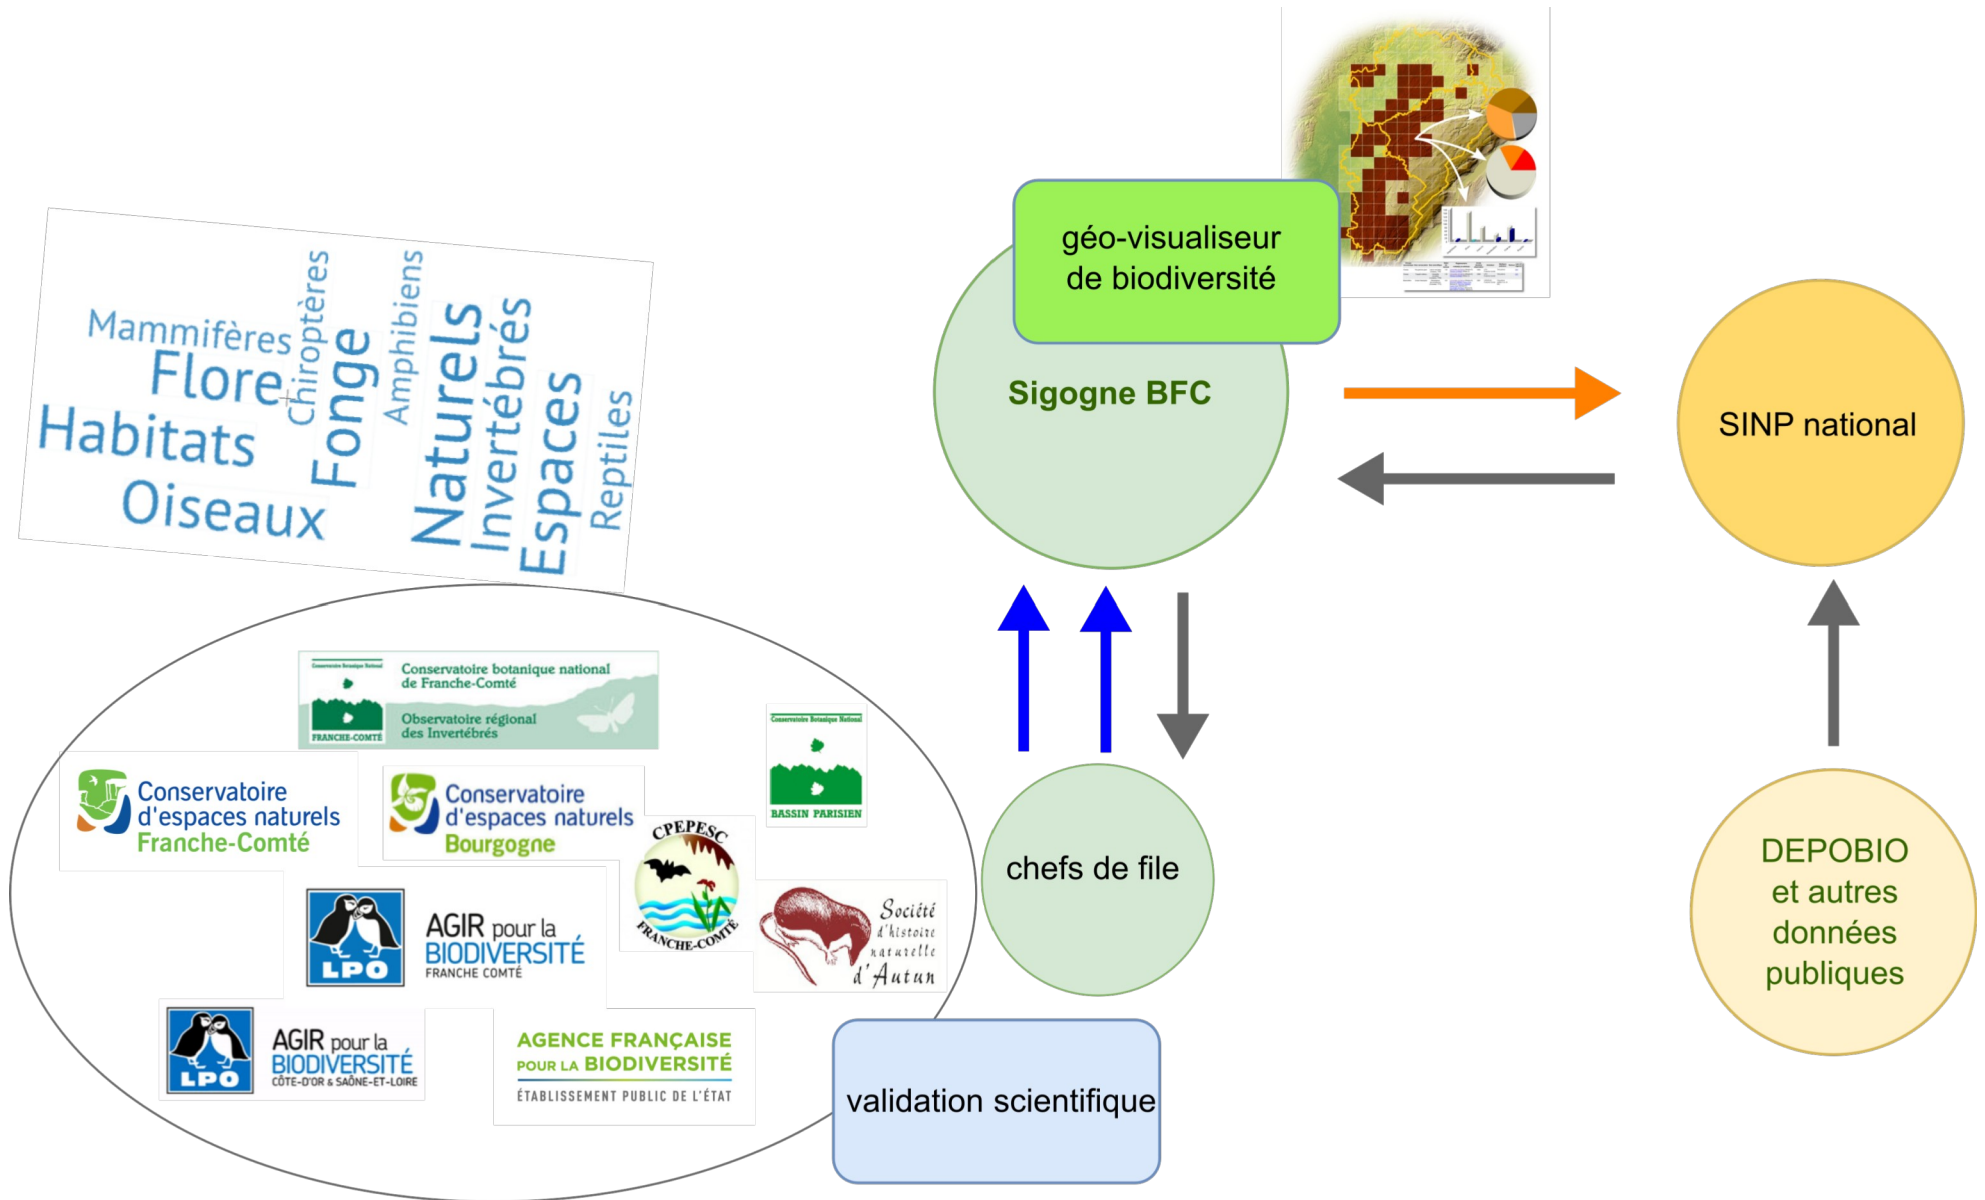 géo-visualiseur
de biodiversité
Sigogne BFC
SINP national
Mammifères
Flore
Habitats
Oiseaux
Chiroptères
Fonge
Amphibiens
Naturels
Invertébrés
Espaces
Reptiles
Conservatoire Botanique National
FRANCHE-COMTÉ
Conservatoire botanique national
de Franche-Comté
Observatoire régional
des Invertébrés
Conservatoire Botanique National
BASSIN PARISIEN
Conservatoire
d'espaces naturels
Franche-Comté
Conservatoire
d'espaces naturels
Bourgogne
CPEPESC
FRANCHE-COMTÉ
LPO
AGIR pour la
BIODIVERSITÉ
FRANCHE COMTÉ
Société
d'histoire
naturelle
d'Autun
LPO
AGIR pour la
BIODIVERSITÉ
CÔTE-D'OR & SAÔNE-ET-LOIRE
AGENCE FRANÇAISE
POUR LA BIODIVERSITÉ
ÉTABLISSEMENT PUBLIC DE L'ÉTAT
chefs de file
validation scientifique
DEPOBIO
et autres
données
publiques